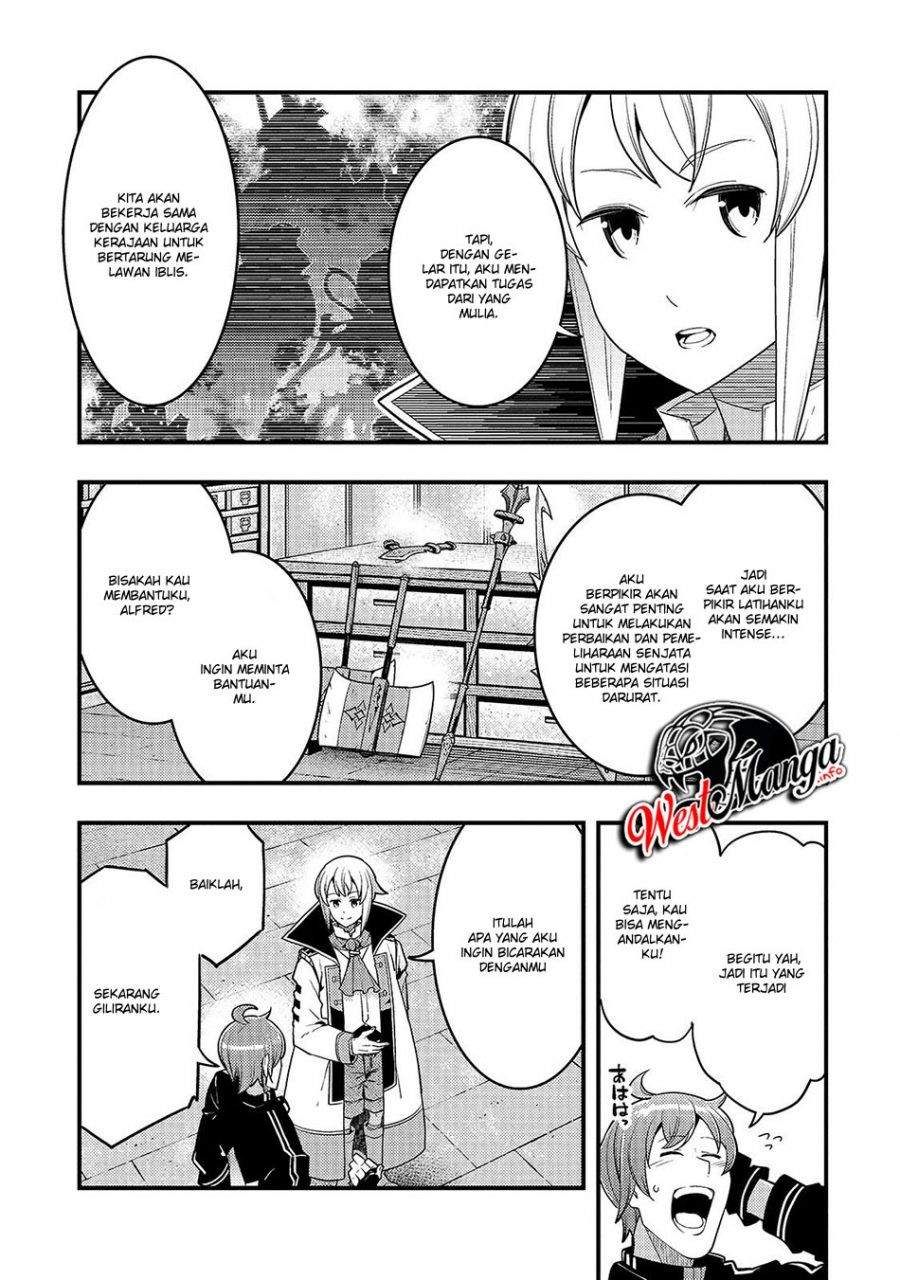 TAPI,
DENGAN GE-
LAR ITU, AKU MEN-
DAPATKAN TUGAS
DARI YANG
MULIA.
KITA AKAN
BEKERJA SAMA
DENGAN KELUARGA
KERAJAAN UNTUK
BERTARUNG ME-
LAWAN IBLIS.
JADI
SAAT AKU BER-
PIKIR LATIHANKU
AKAN SEMAKIN
INTENSE...
AKU
BERPIKIR AKAN
SANGAT PENTING
UNTUK MELAKUKAN
PERBAIKAN DAN PEME-
LIHARAAN SENJATA
UNTUK MENGATASI
BEBERAPA SITUASI
DARURAT.
AKU
INGIN MEMINTA
BANTUAN-
MU.
BISAKAH KAU
MEMBANTUKU,
ALFRED?
WestManga
.info
BEGITU YAH,
JADI ITU YANG
TERJADI
TENTU
SAJA, KAU
BISA MENG-
ANDALKAN-
KU!
あははっ
ITULAH
APA YANG AKU
INGIN BICARAKAN
DENGANMU
BAIKLAH,
SEKARANG
GILIRANKU.